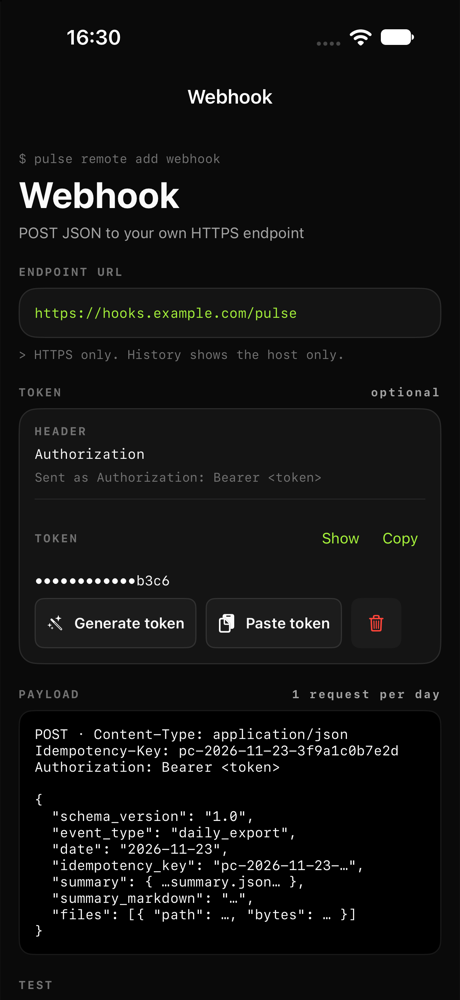 16:30
Webhook
$ pulse remote add webhook
Webhook
POST JSON to your own HTTPS endpoint
ENDPOINT URL
https://hooks.example.com/pulse
> HTTPS only. History shows the host only.
TOKEN optional
HEADER
Authorization
Sent as Authorization: Bearer <token>
TOKEN Show Copy
••••••••••••b3c6
Generate token Paste token
PAYLOAD 1 request per day
POST · Content-Type: application/json
Idempotency-Key: pc-2026-11-23-3f9a1c0b7e2d
Authorization: Bearer <token>
{
  "schema_version": "1.0",
  "event_type": "daily_export",
  "date": "2026-11-23",
  "idempotency_key": "pc-2026-11-23-…",
  "summary": { …summary.json… },
  "summary_markdown": "…",
  "files": [{ "path": …, "bytes": … }]
}
TEST